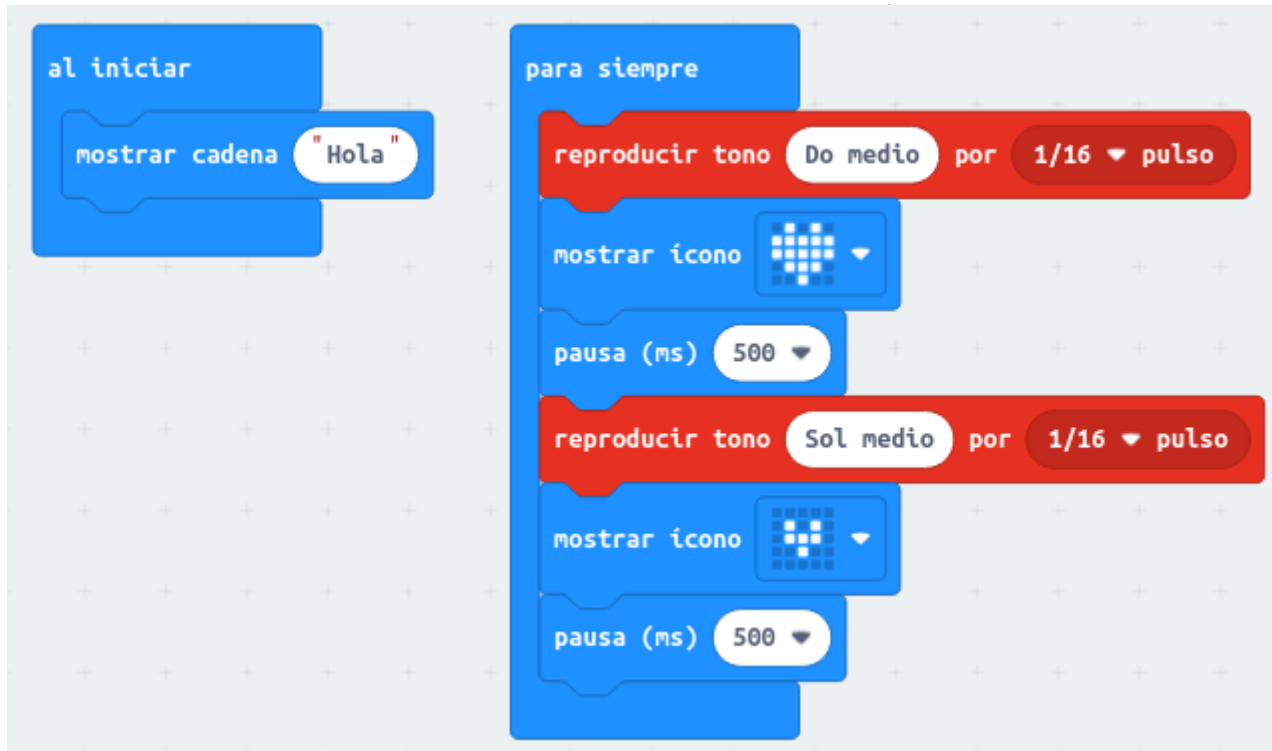 al iniciar
mostrar cadena "Hola"
para siempre
reproducir tono Do medio por 1/16 pulso
mostrar ícono
pausa (ms) 500
reproducir tono Sol medio por 1/16 pulso
mostrar ícono
pausa (ms) 500